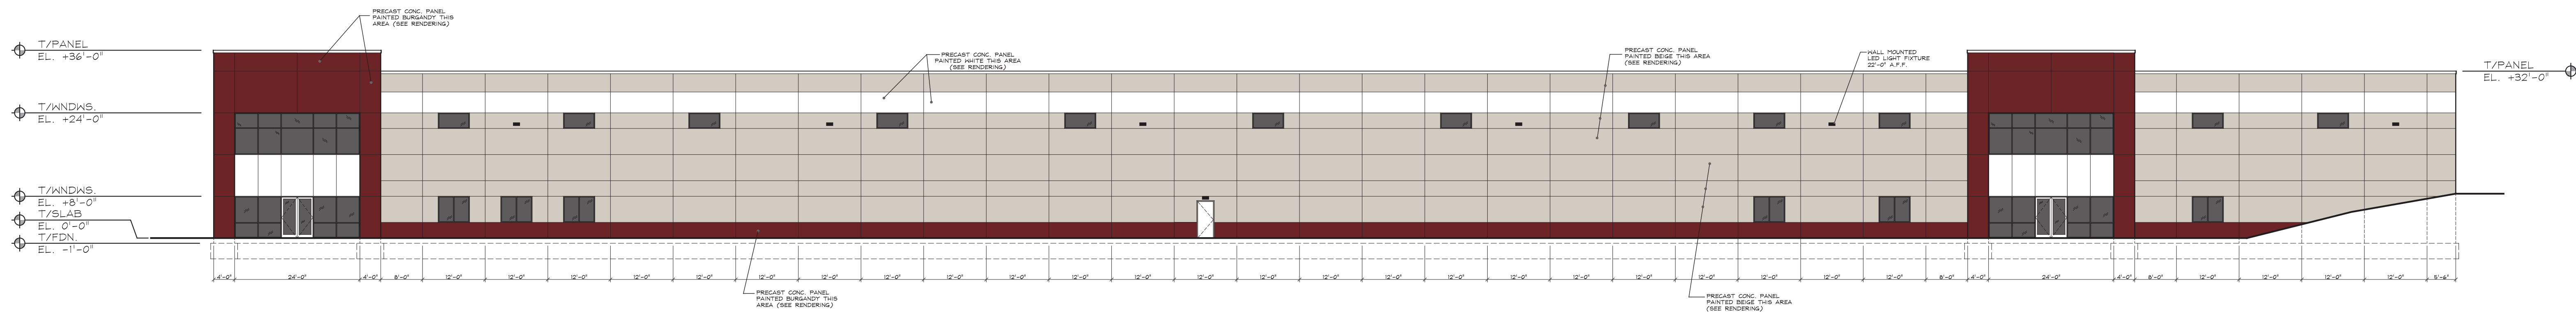 PRECAST CONC. PANEL
PAINTED BURGANDY THIS
AREA (SEE RENDERING)
T/PANEL
EL. +36'-0"
PRECAST CONC. PANEL
PAINTED WHITE THIS AREA
(SEE RENDERING)
PRECAST CONC. PANEL
PAINTED BEIGE THIS AREA
(SEE RENDERING)
WALL MOUNTED
LED LIGHT FIXTURE
22'-0" A.F.F.
T/PANEL
EL. +32'-0"
T/WNDWS.
EL. +24'-0"
T/WNDWS.
EL. +8'-0"
T/SLAB
EL. 0'-0"
T/FDN.
EL. -1'-0"
4'-0" 24'-0" 4'-0" 8'-0" 12'-0" 12'-0" 12'-0" 12'-0" 12'-0" 12'-0" 12'-0" 12'-0" 12'-0" 12'-0" 12'-0" 12'-0" 12'-0" 12'-0" 12'-0" 12'-0" 12'-0" 12'-0" 12'-0" 12'-0" 12'-0" 12'-0" 12'-0" 12'-0" 8'-0" 4'-0" 24'-0" 4'-0" 8'-0" 12'-0" 12'-0" 12'-0" 12'-0" 5'-6"
PRECAST CONC. PANEL
PAINTED BURGANDY THIS
AREA (SEE RENDERING)
PRECAST CONC. PANEL
PAINTED BEIGE THIS AREA
(SEE RENDERING)